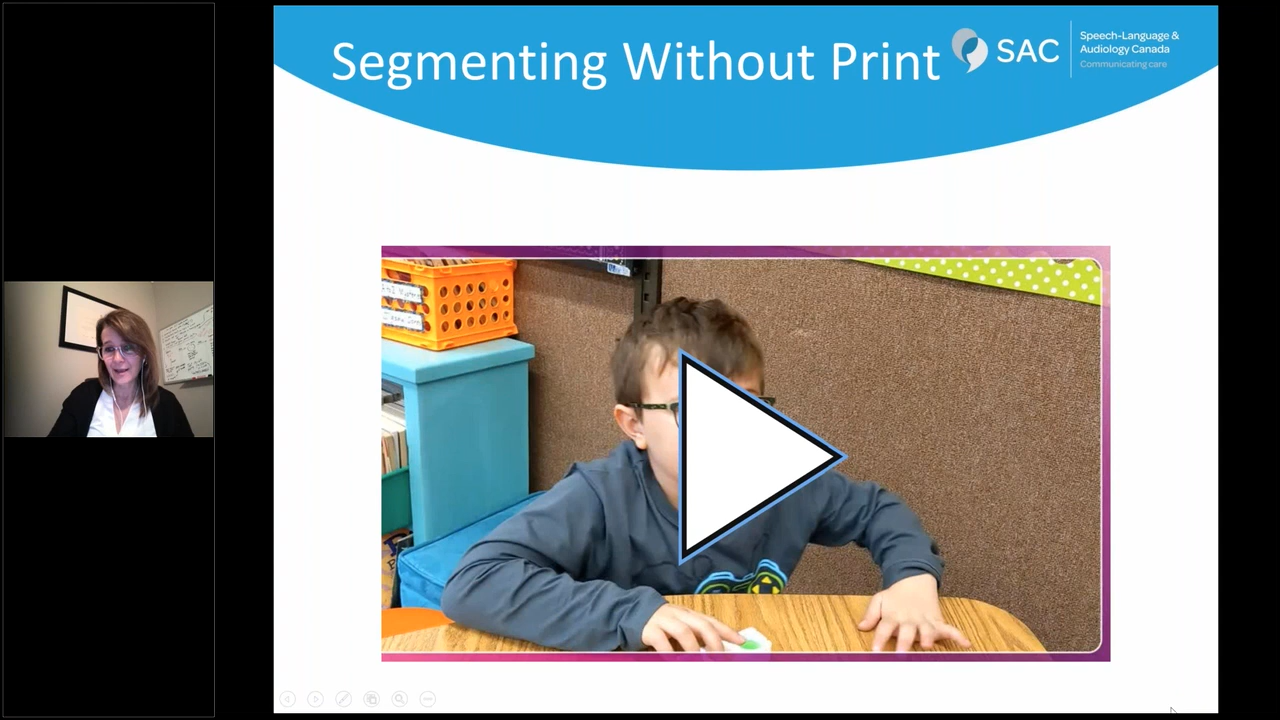 Segmenting Without Print
SAC
Speech-Language &
Audiology Canada
Communicating care